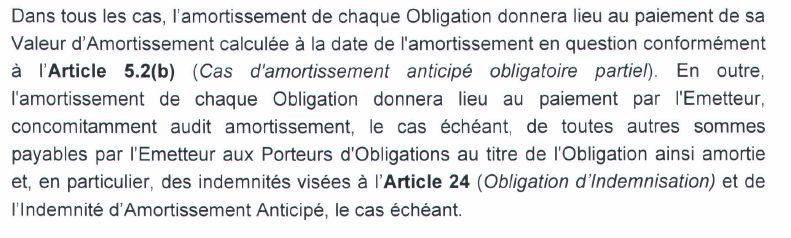 Dans tous les cas, l'amortissement de chaque Obligation donnera lieu au paiement de sa
Valeur d'Amortissement calculée à la date de l'amortissement en question conformément
à l'Article 5.2(b) (Cas d'amortissement anticipé obligatoire partiel). En outre,
l'amortissement de chaque Obligation donnera lieu au paiement par l'Emetteur,
concomitamment audit amortissement, le cas échéant, de toutes autres sommes
payables par l'Emetteur aux Porteurs d'Obligations au titre de l'Obligation ainsi amortie
et, en particulier, des indemnités visées à l'Article 24 (Obligation d'Indemnisation) et de
l'Indemnité d'Amortissement Anticipé, le cas échéant.